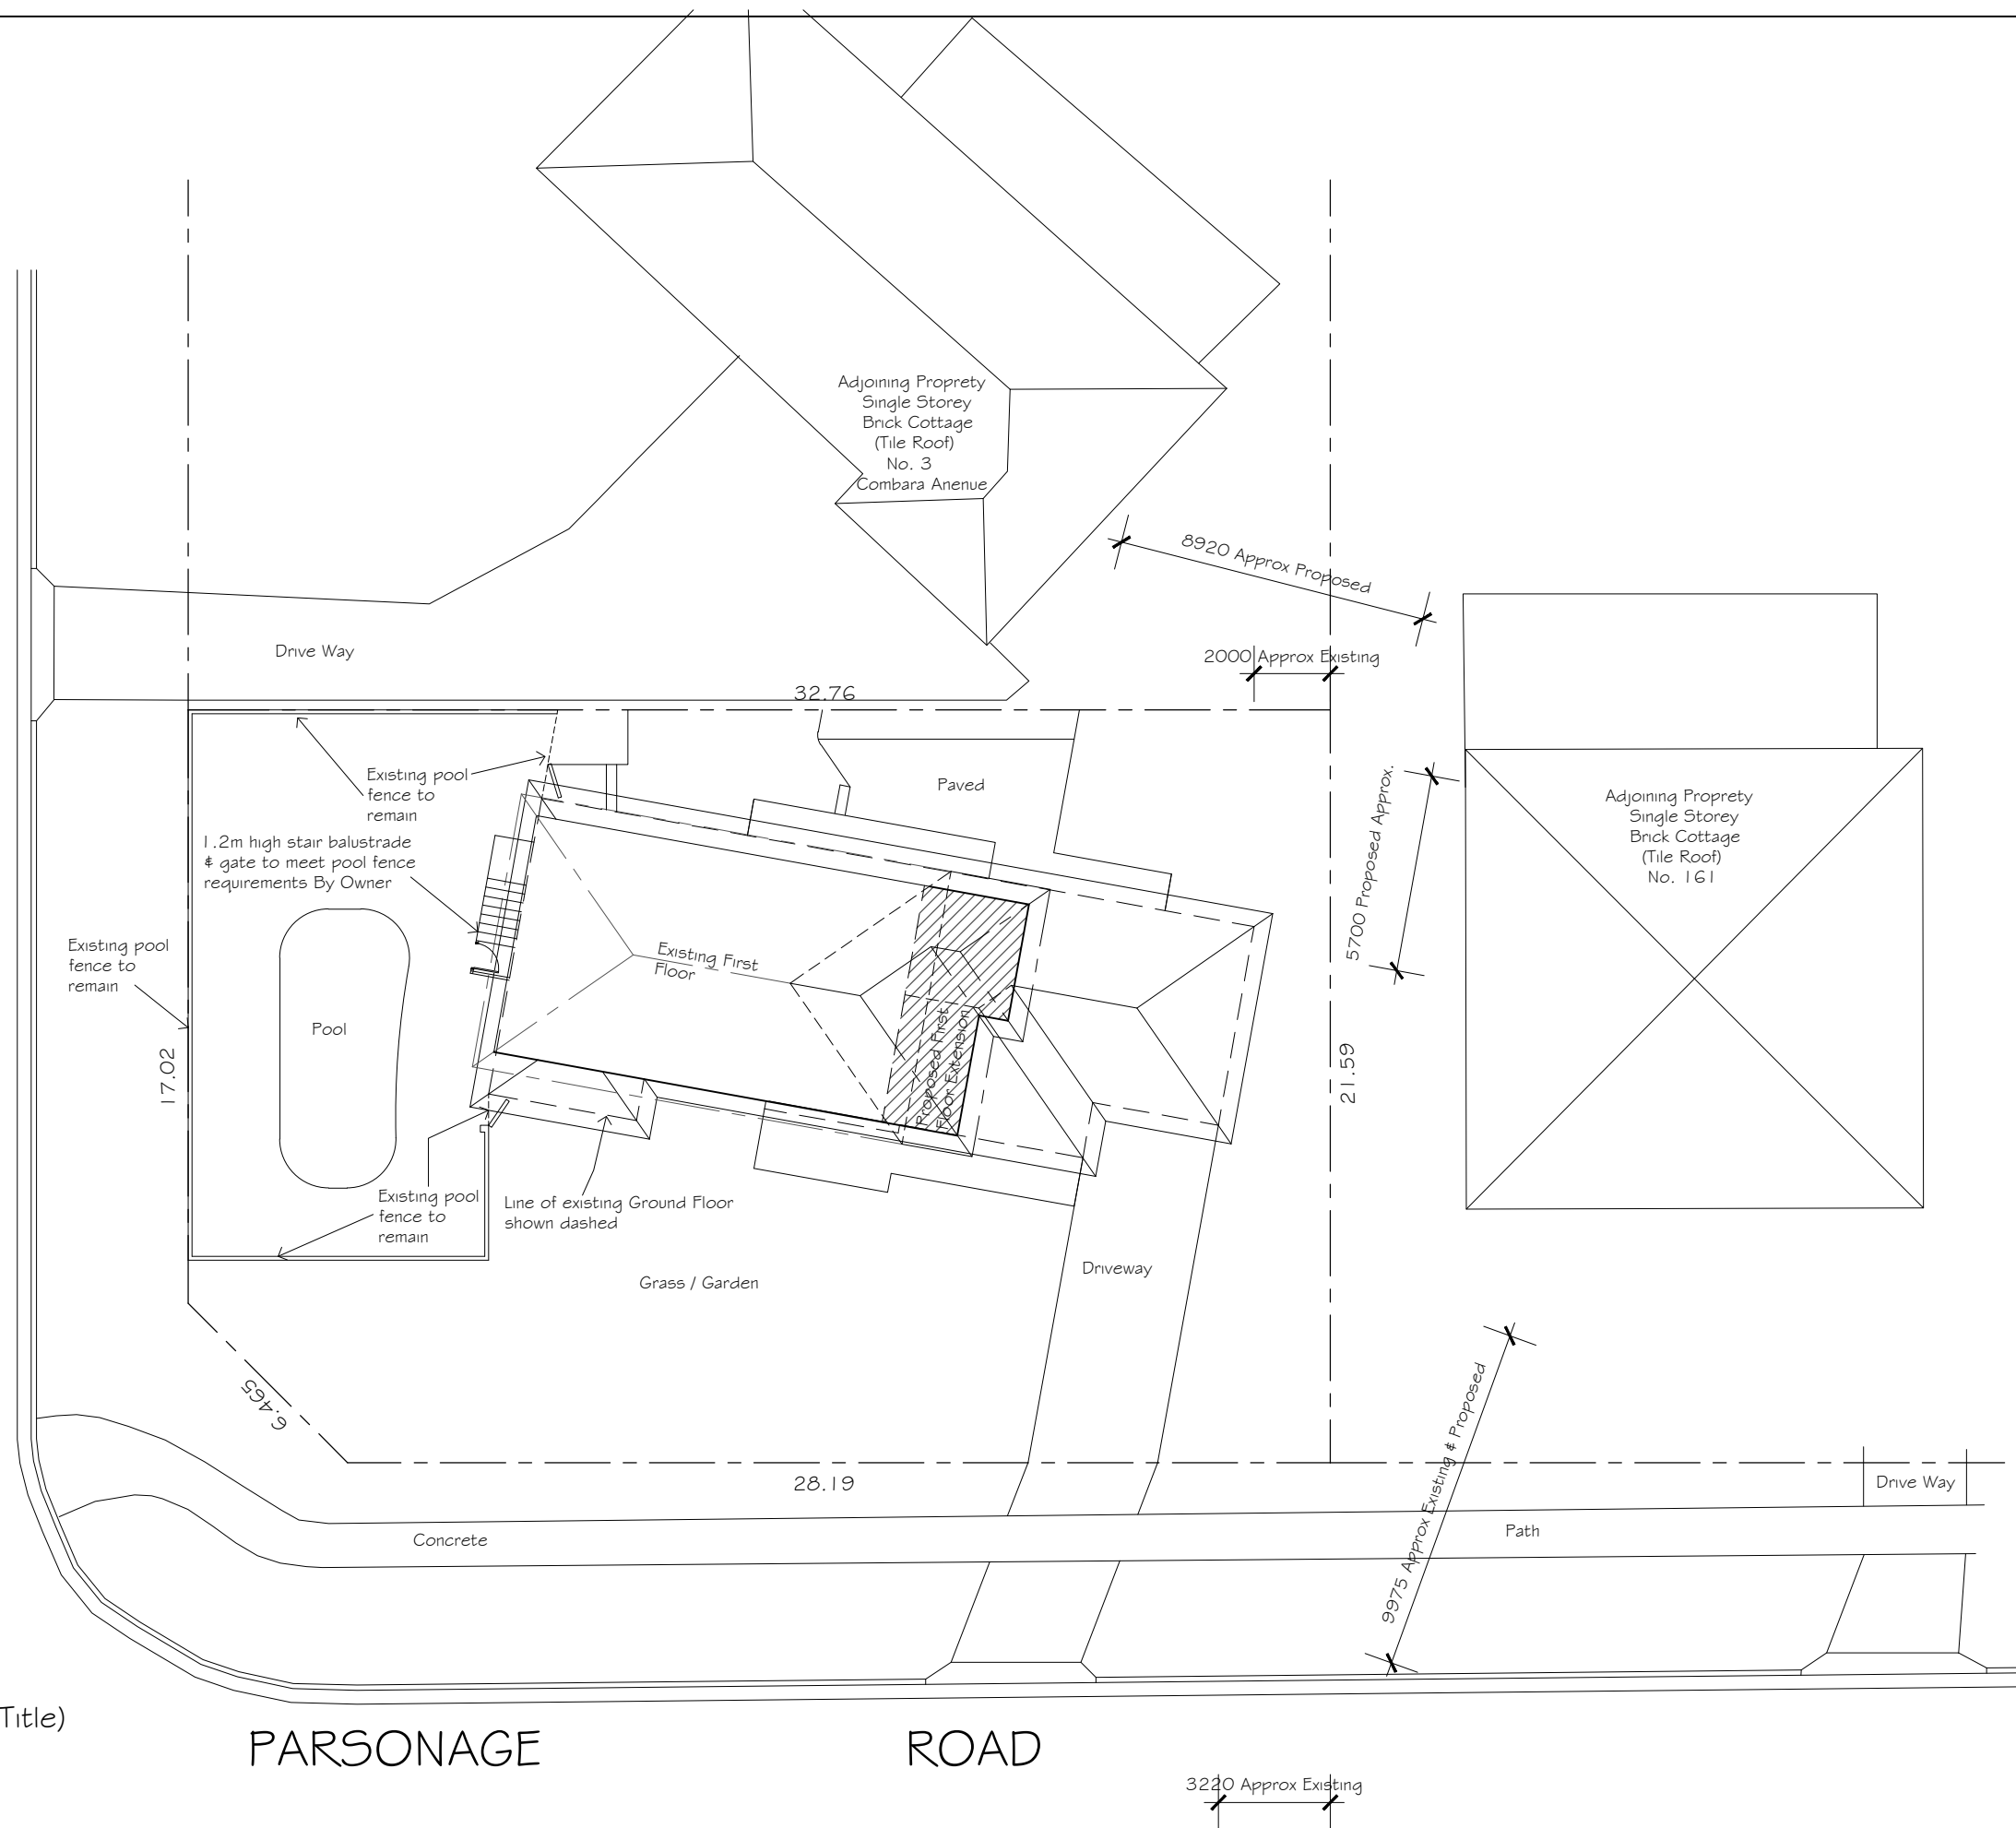 Adjoining Proprety
Single Storey
Brick Cottage
(Tile Roof)
No. 3
Combara Anenue
8920 Approx Proposed
2000 Approx Existing
Drive Way
32.76
Existing pool
fence to
remain
Paved
5700 Proposed Approx.
Adjoining Proprety
Single Storey
Brick Cottage
(Tile Roof)
No. 161
1.2m high stair balustrade
& gate to meet pool fence
requirements By Owner
Existing pool
fence to
remain
Existing First
Floor
Pool
Proposed First
Floor Extension
17.02
21.59
Existing pool
fence to
remain
Line of existing Ground Floor
shown dashed
Grass / Garden
Driveway
6.465
9975 Approx Existing & Proposed
28.19
Drive Way
Concrete
Path
Title)
PARSONAGE ROAD
3220 Approx Existing